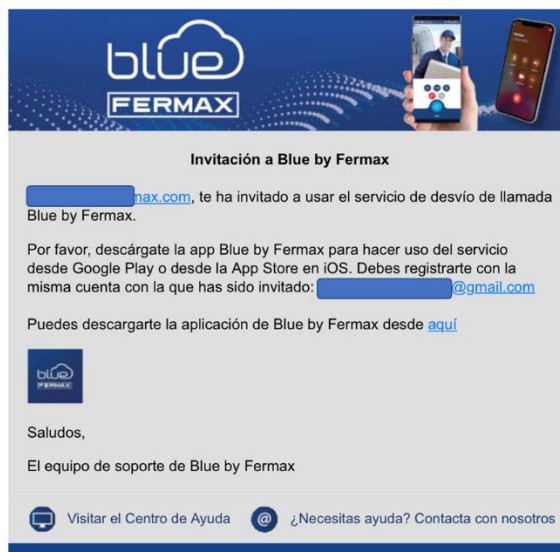 blue
FERMAX
Invitación a Blue by Fermax
max.com, te ha invitado a usar el servicio de desvío de llamada
Blue by Fermax.
Por favor, descárgate la app Blue by Fermax para hacer uso del servicio
desde Google Play o desde la App Store en iOS. Debes registrarte con la
misma cuenta con la que has sido invitado: @gmail.com
Puedes descargarte la aplicación de Blue by Fermax desde aquí
blue
FERMAX
Saludos,
El equipo de soporte de Blue by Fermax
Visitar el Centro de Ayuda @ ¿Necesitas ayuda? Contacta con nosotros